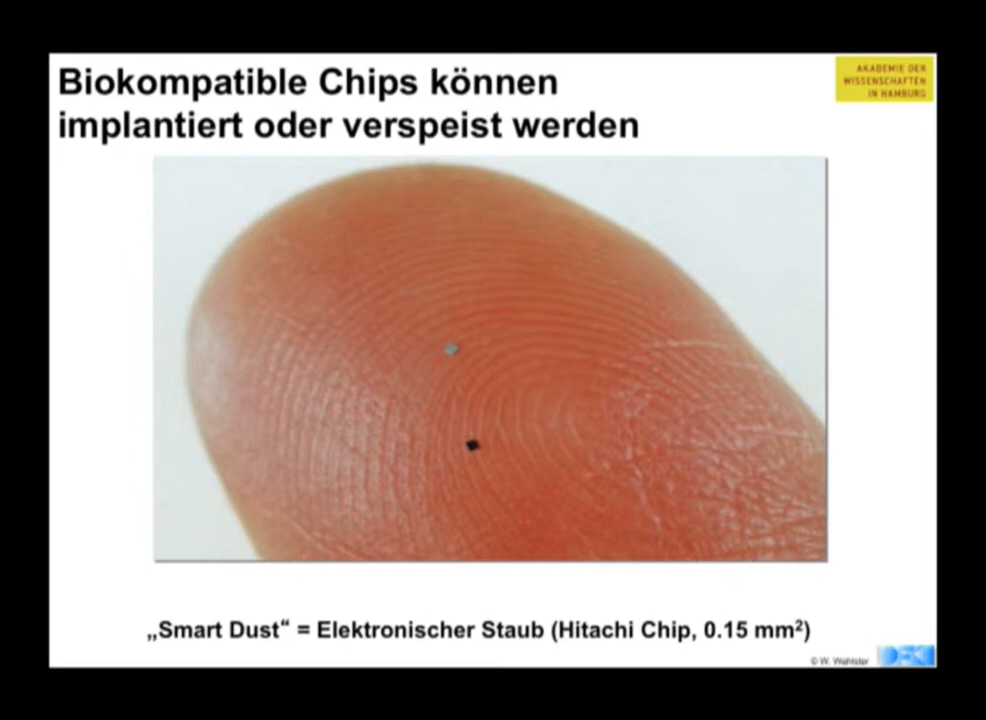 Biokompatible Chips können
implantiert oder verspeist werden
AKADEMIE DER
WISSENSCHAFTEN
IN HAMBURG
„Smart Dust“ = Elektronischer Staub (Hitachi Chip, 0.15 mm²)
© W. Wahlster
DFKI